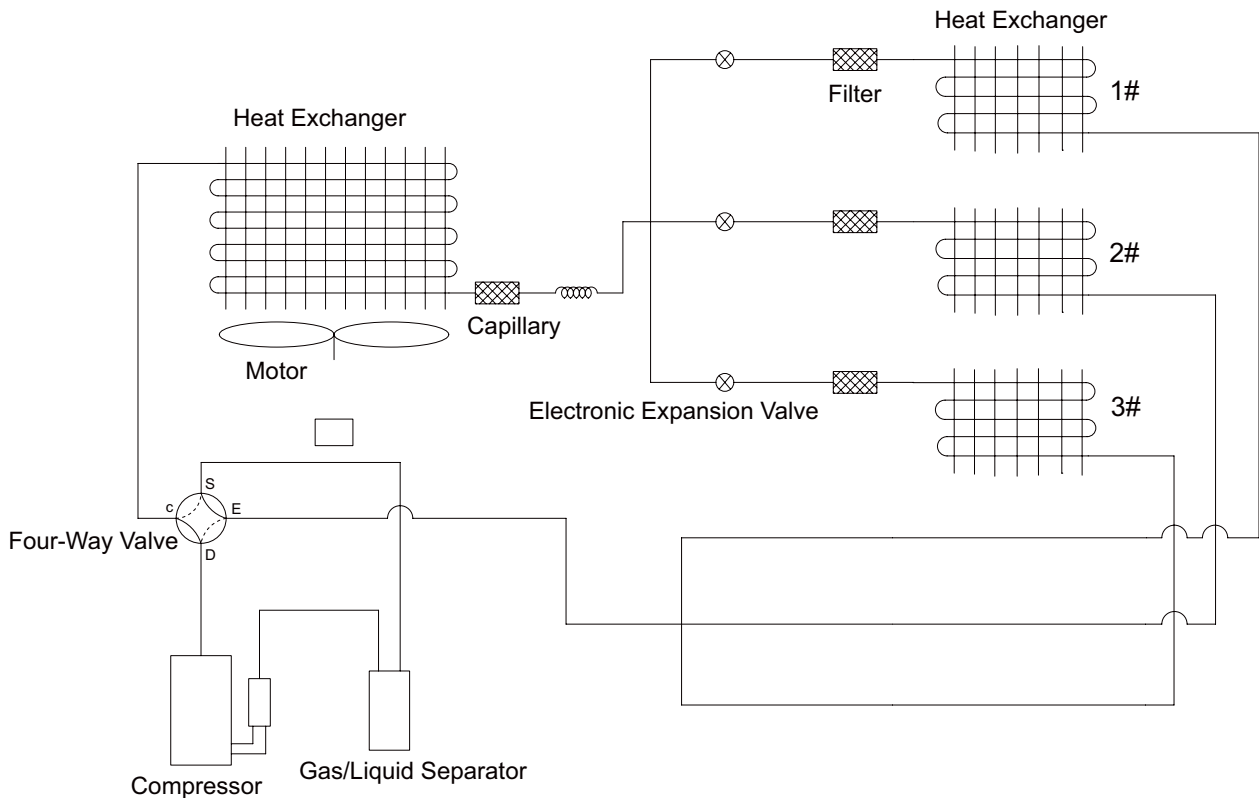 Heat Exchanger
Filter
1#
Heat Exchanger
2#
Capillary
Motor
Electronic Expansion Valve
3#
S
c
E
Four-Way Valve
D
Gas/Liquid Separator
Compressor